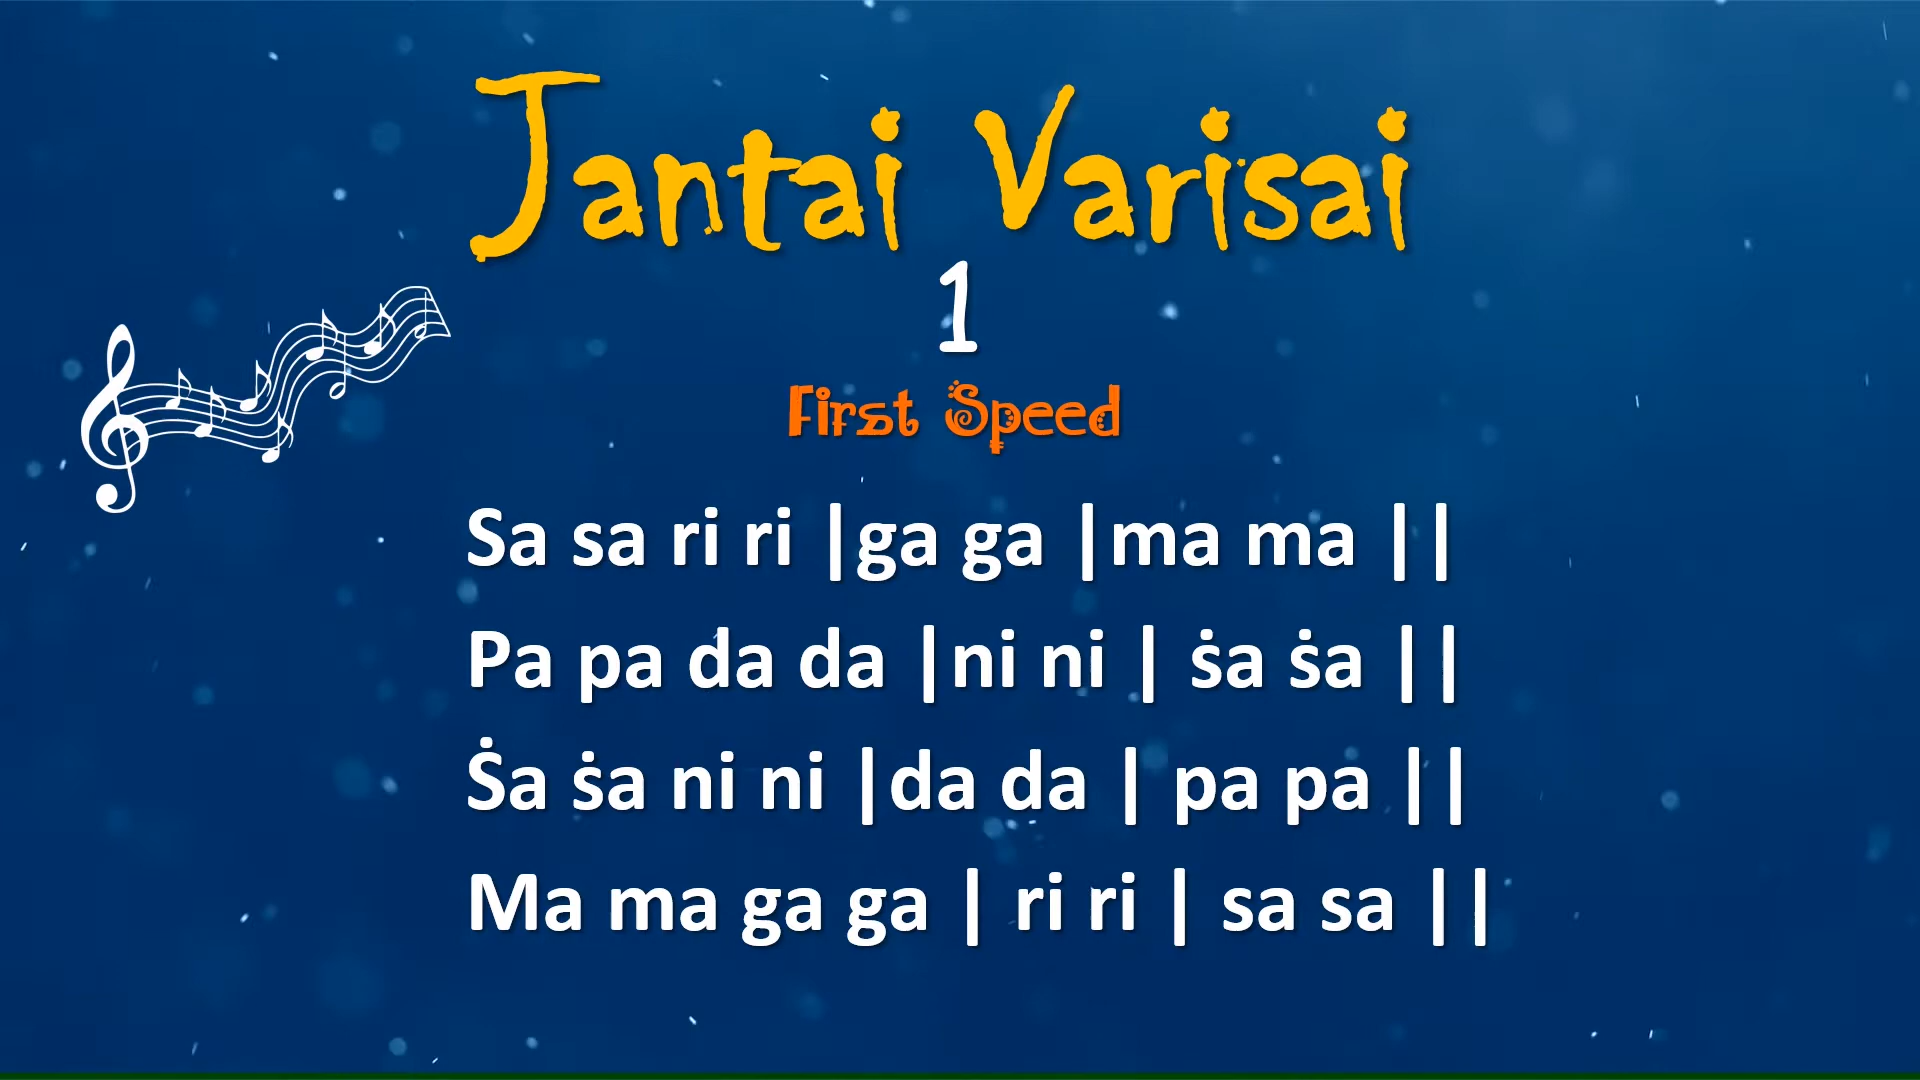 Jantai Varisai
1
First Speed
Sa sa ri ri |ga ga |ma ma ||
Pa pa da da |ni ni | ṡa ṡa ||
Ṡa ṡa ni ni |da da | pa pa ||
Ma ma ga ga | ri ri | sa sa ||